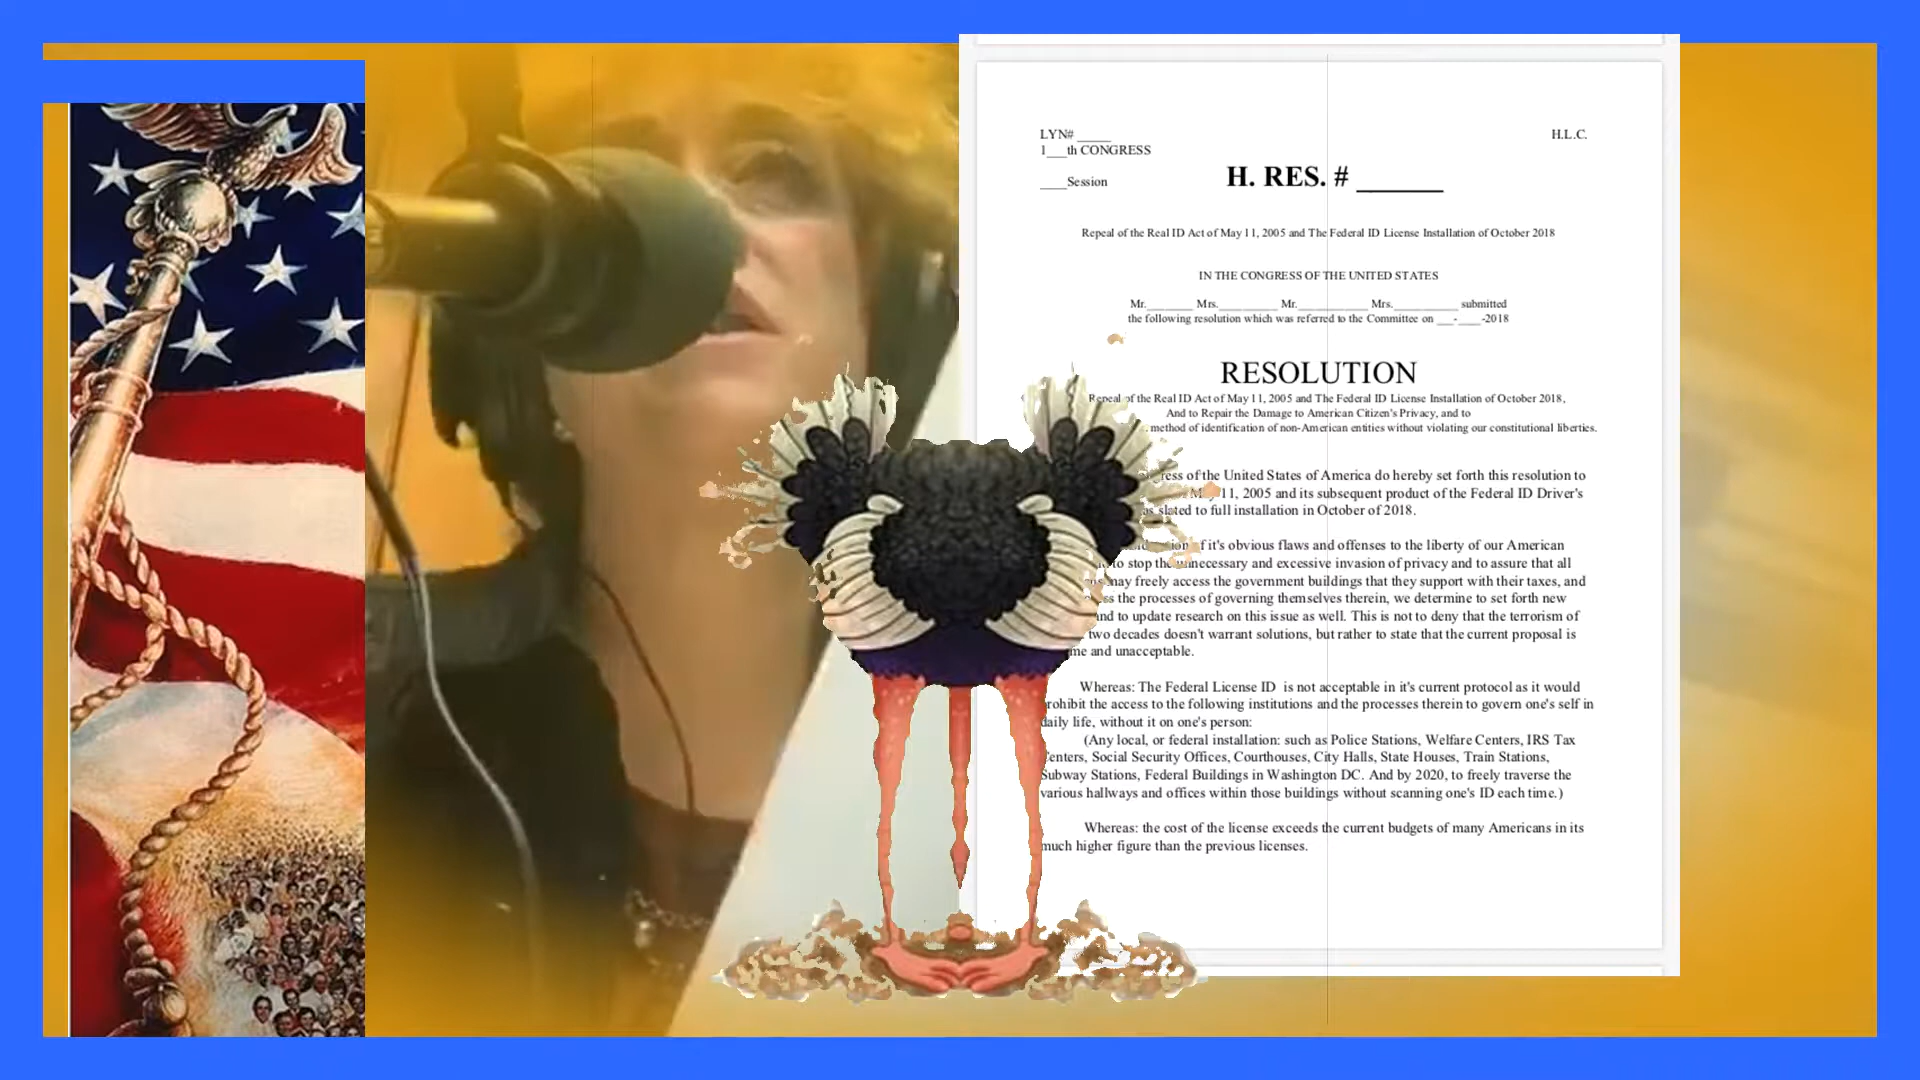 LYN# _____
H.L.C.
1___th CONGRESS
____Session
H. RES. # ______
Repeal of the Real ID Act of May 11, 2005 and The Federal ID License Installation of October 2018
IN THE CONGRESS OF THE UNITED STATES
Mr.________ Mrs.__________ Mr.____________ Mrs.___________ submitted
the following resolution which was referred to the Committee on ___-____-2018
RESOLUTION
Repeal of the Real ID Act of May 11, 2005 and The Federal ID License Installation of October 2018,
And to Repair the Damage to American Citizen's Privacy, and to
method of identification of non-American entities without violating our constitutional liberties.
of the United States of America do hereby set forth this resolution to
11, 2005 and its subsequent product of the Federal ID Driver's
slated to full installation in October of 2018.
of it's obvious flaws and offenses to the liberty of our American
to stop the unnecessary and excessive invasion of privacy and to assure that all
may freely access the government buildings that they support with their taxes, and
the processes of governing themselves therein, we determine to set forth new
and to update research on this issue as well. This is not to deny that the terrorism of
two decades doesn't warrant solutions, but rather to state that the current proposal is
and unacceptable.
Whereas: The Federal License ID is not acceptable in it's current protocol as it would
prohibit the access to the following institutions and the processes therein to govern one's self in
daily life, without it on one's person:
(Any local, or federal installation: such as Police Stations, Welfare Centers, IRS Tax
Centers, Social Security Offices, Courthouses, City Halls, State Houses, Train Stations,
Subway Stations, Federal Buildings in Washington DC. And by 2020, to freely traverse the
various hallways and offices within those buildings without scanning one's ID each time.)
Whereas: the cost of the license exceeds the current budgets of many Americans in its
much higher figure than the previous licenses.